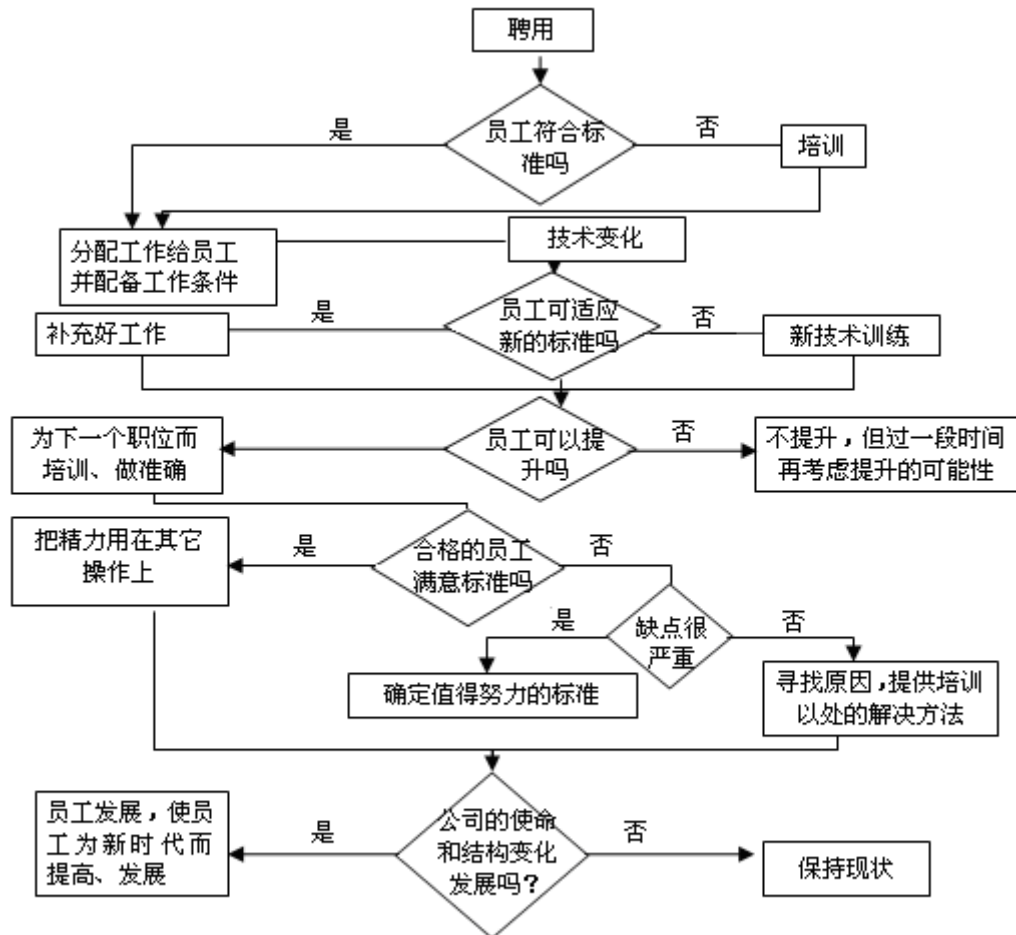 聘用
员工符合标
准吗
是
否
培训
分配工作给员工
并配备工作条件
技术变化
员工可适应
新的标准吗
是
否
补充好工作
新技术训练
为下一个职位而
培训、做准确
员工可以提
升吗
否
不提升,但过一段时间
再考虑提升的可能性
把精力用在其它
操作上
是
合格的员工
满意标准吗
否
是
缺点很
严重
否
确定值得努力的标准
寻找原因,提供培训
以处的解决方法
员工发展,使员
工为新时代而
提高、发展
是
公司的使命
和结构变化
发展吗?
否
保持现状